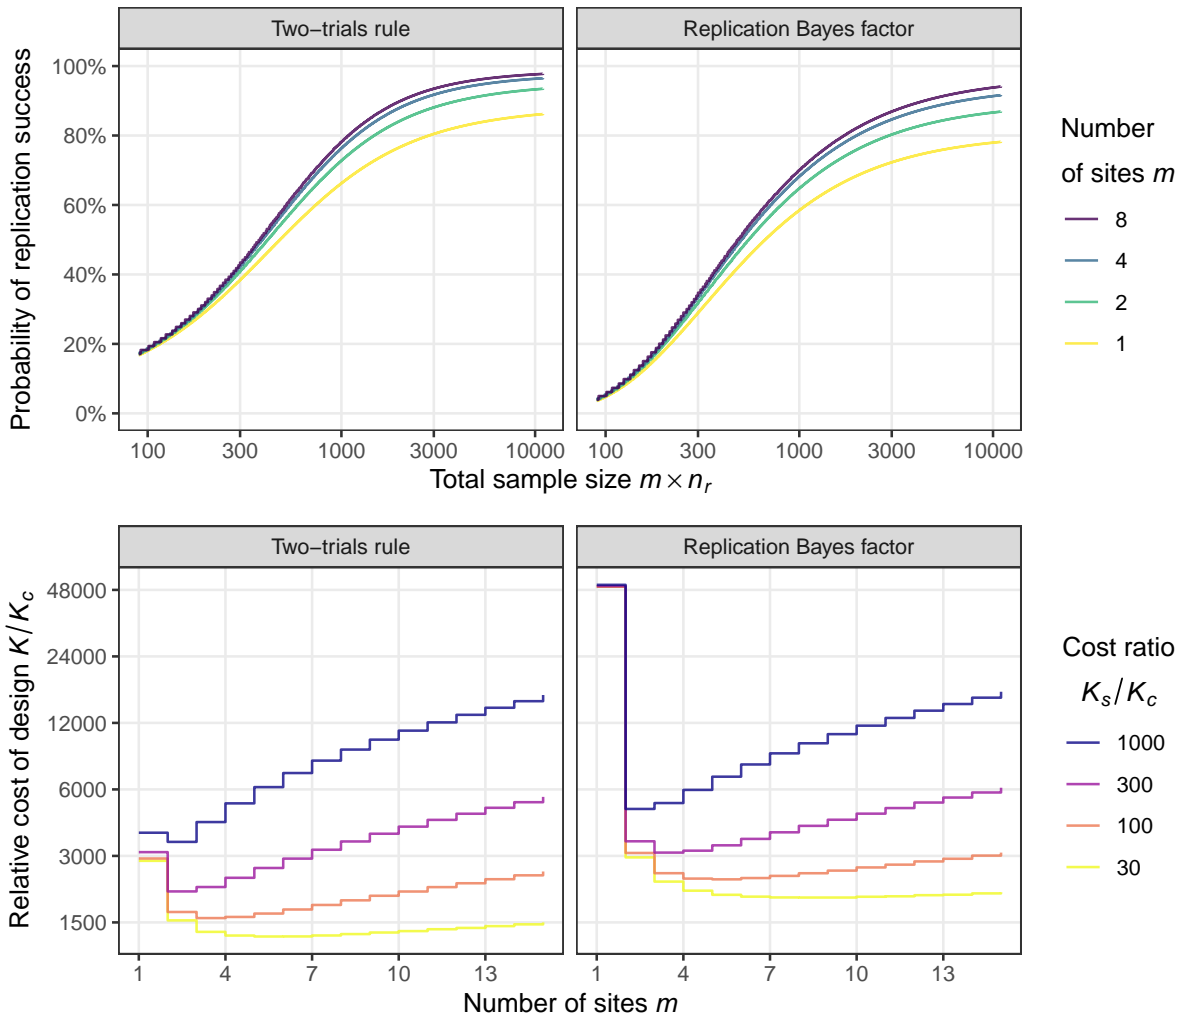 Two−trials rule
Replication Bayes factor
Probability of replication success
100%
80%
60%
40%
20%
0%
100 300 1000 3000 10000
100 300 1000 3000 10000
Total sample size m × n_r
Number
of sites m
8
4
2
1
Two−trials rule
Replication Bayes factor
Relative cost of design K/K_c
48000
24000
12000
6000
3000
1500
1 4 7 10 13
1 4 7 10 13
Number of sites m
Cost ratio
K_s/K_c
1000
300
100
30